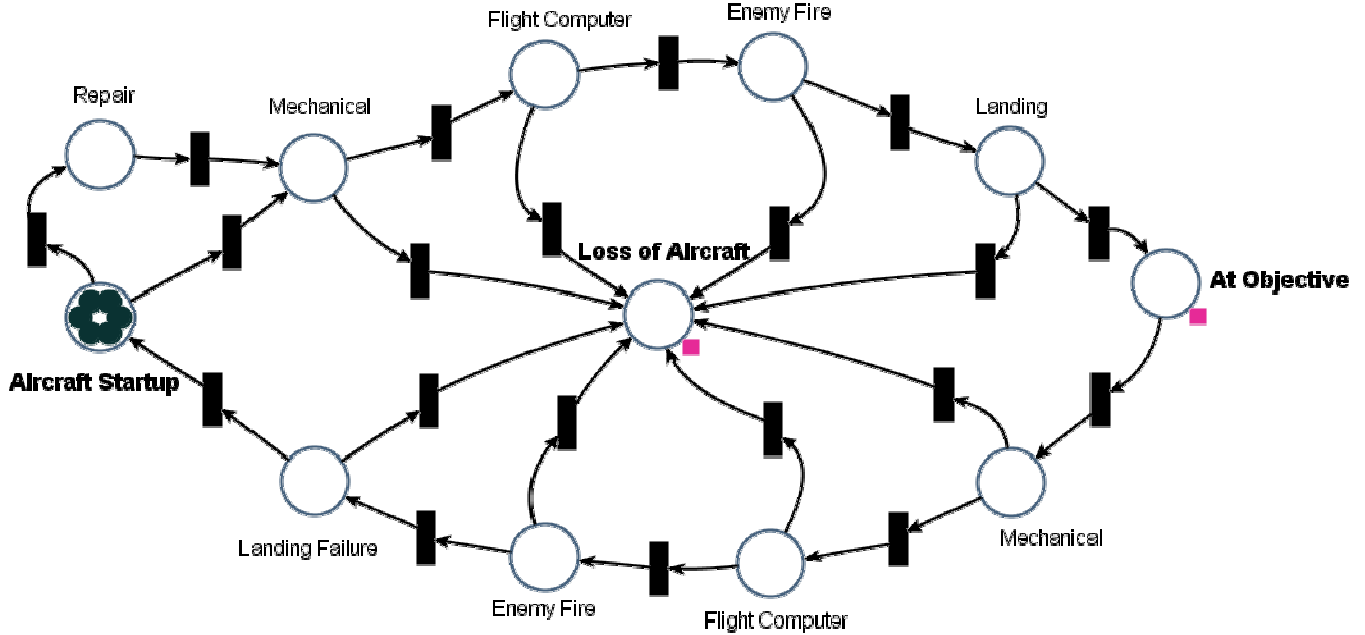 Enemy Fire
Flight Computer
Repair
Mechanical
Landing
Loss of Aircraft
At Objective
Aircraft Startup
Landing Failure
Mechanical
Enemy Fire
Flight Computer